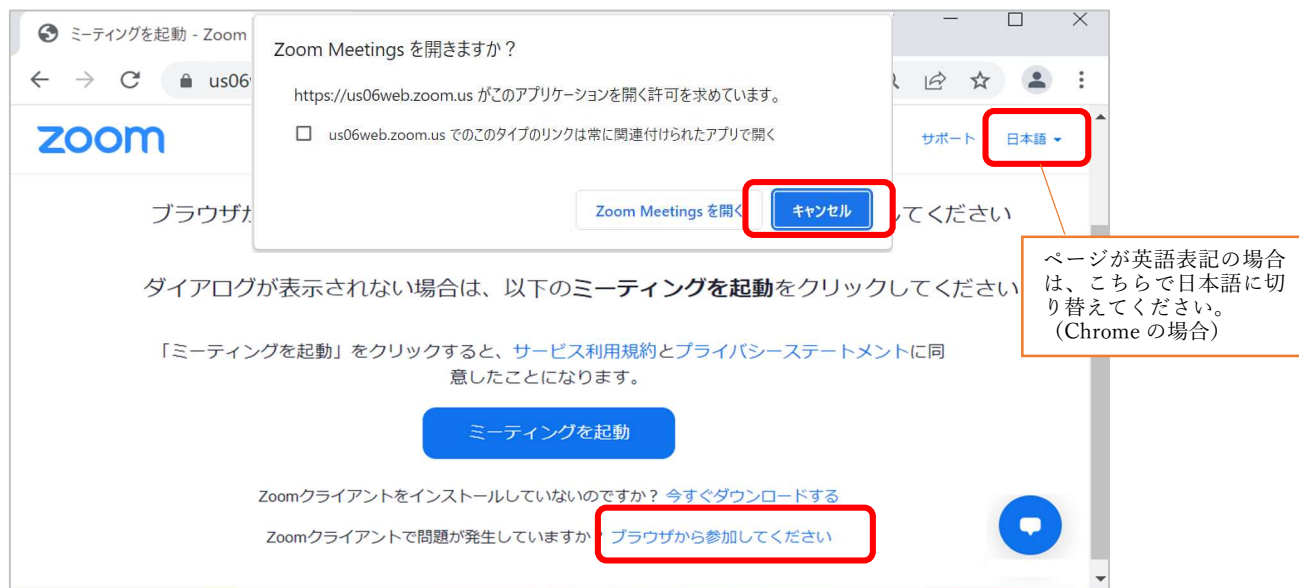 ミーティングを起動 - Zoom
Zoom Meetings を開きますか？
us06
https://us06web.zoom.us がこのアプリケーションを開く許可を求めています。
us06web.zoom.us でのこのタイプのリンクは常に関連付けられたアプリで開く
zoom
サポート
日本語
Zoom Meetings を開く
キャンセル
ブラウザか
してください
ページが英語表記の場合
は、こちらで日本語に切
り替えてください。
（Chrome の場合）
ダイアログが表示されない場合は、以下のミーティングを起動をクリックしてください
「ミーティングを起動」をクリックすると、サービス利用規約とプライバシーステートメントに同
意したことになります。
ミーティングを起動
Zoomクライアントをインストールしていないのですか？ 今すぐダウンロードする
Zoomクライアントで問題が発生していますか？ ブラウザから参加してください